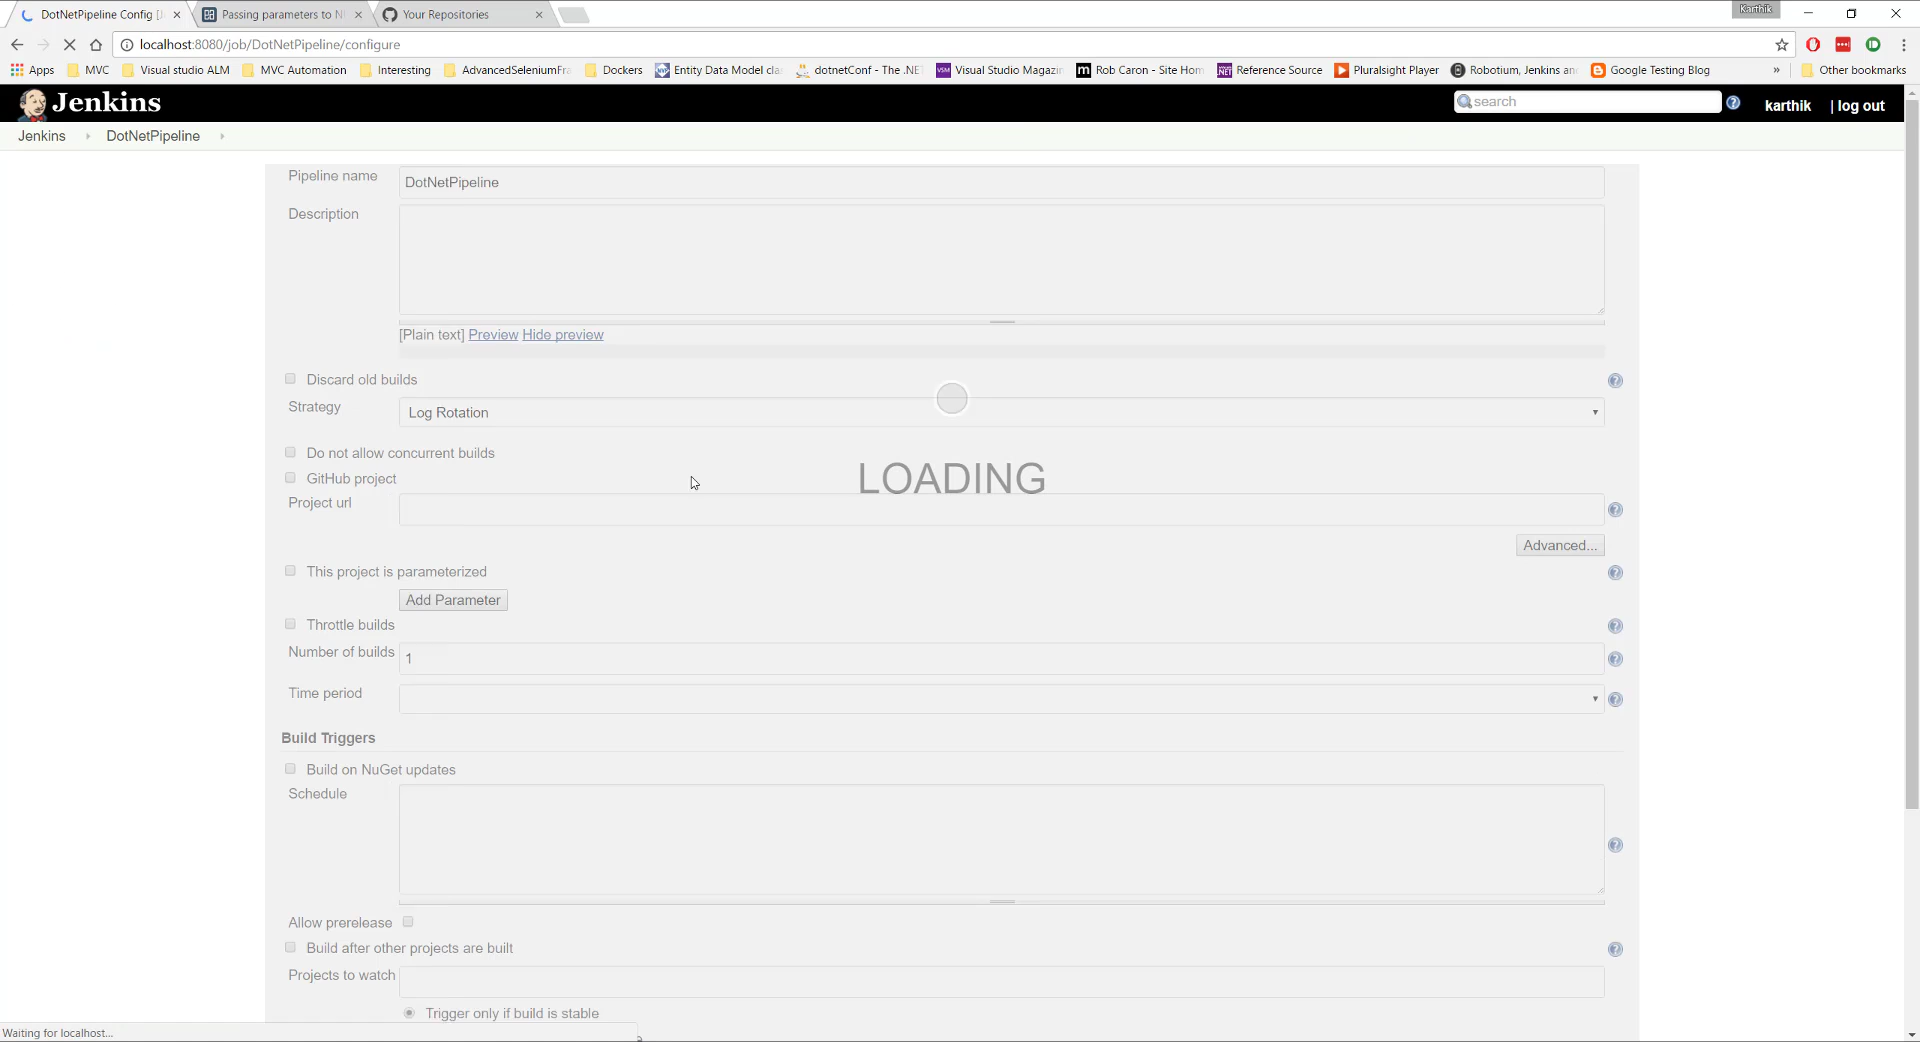 DotNetPipeline Config [J
Passing parameters to N
Your Repositories
Karthik
localhost:8080/job/DotNetPipeline/configure
Apps
MVC
Visual studio ALM
MVC Automation
Interesting
AdvancedSeleniumFra
Dockers
Entity Data Model cla
dotnetConf - The .NE
Visual Studio Magazin
Rob Caron - Site Hom
Reference Source
Pluralsight Player
Robotium, Jenkins an
Google Testing Blog
»
Other bookmarks
Jenkins
search
karthik
| log out
Jenkins
DotNetPipeline
Pipeline name
DotNetPipeline
Description
[Plain text] Preview Hide preview
Discard old builds
Strategy
Log Rotation
Do not allow concurrent builds
GitHub project
LOADING
Project url
Advanced...
This project is parameterized
Add Parameter
Throttle builds
Number of builds
1
Time period
Build Triggers
Build on NuGet updates
Schedule
Allow prerelease
Build after other projects are built
Projects to watch
Trigger only if build is stable
Waiting for localhost...